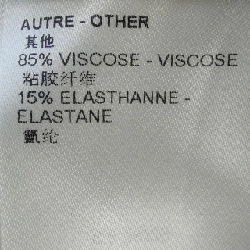 AUTRE - OTHER
其他
85% VISCOSE - VISCOSE
粘胶纤维
15% ELASTHANNE -
ELASTANE
氨纶